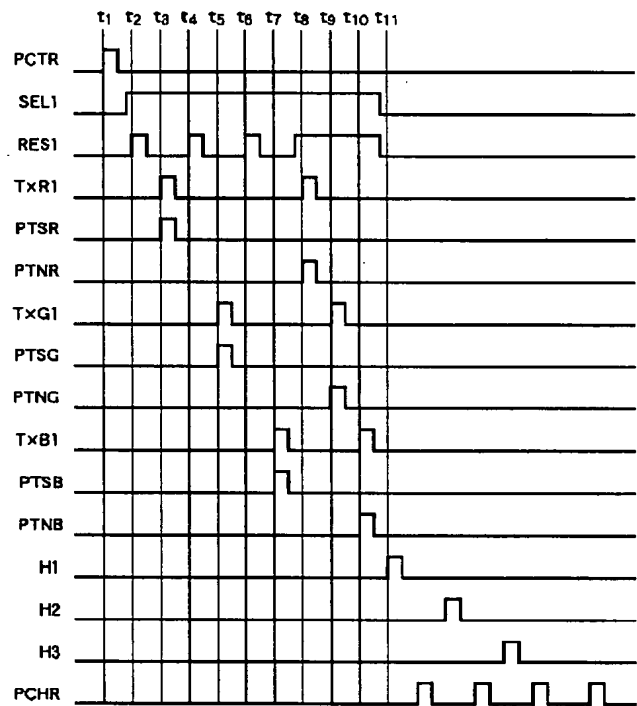 t1 t2 t3 t4 t5 t6 t7 t8 t9 t10 t11
PCTR
SEL1
RES1
TxR1
PTSR
PTNR
TxG1
PTSG
PTNG
TxB1
PTSB
PTNB
H1
H2
H3
PCHR